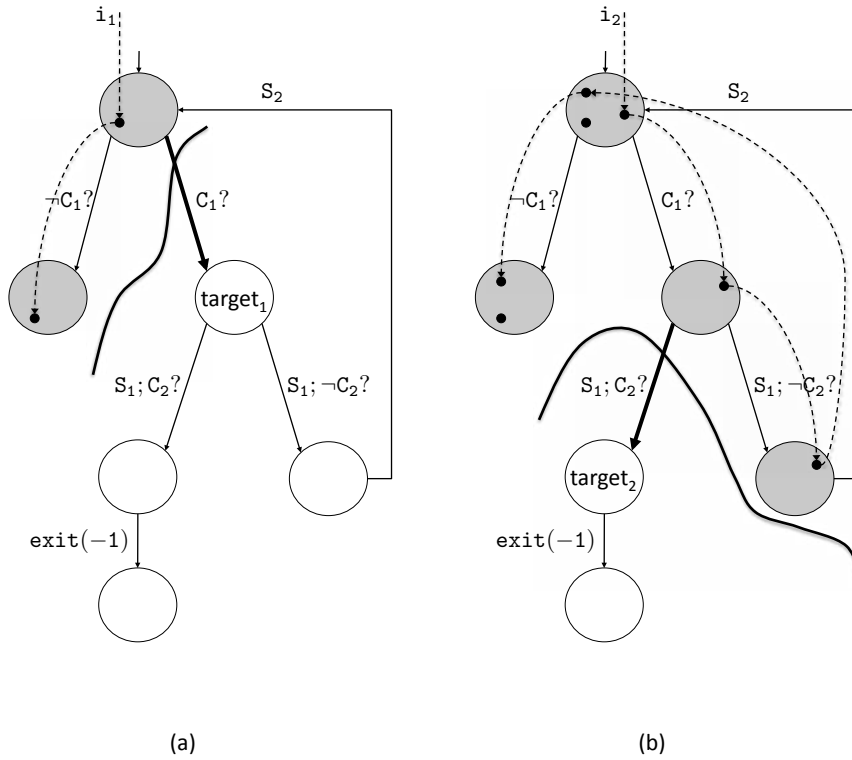 i₁
S₂
¬C₁?
C₁?
target₁
S₁; C₂?
S₁; ¬C₂?
exit(−1)
(a)
i₂
S₂
¬C₁?
C₁?
S₁; C₂?
S₁; ¬C₂?
target₂
exit(−1)
(b)